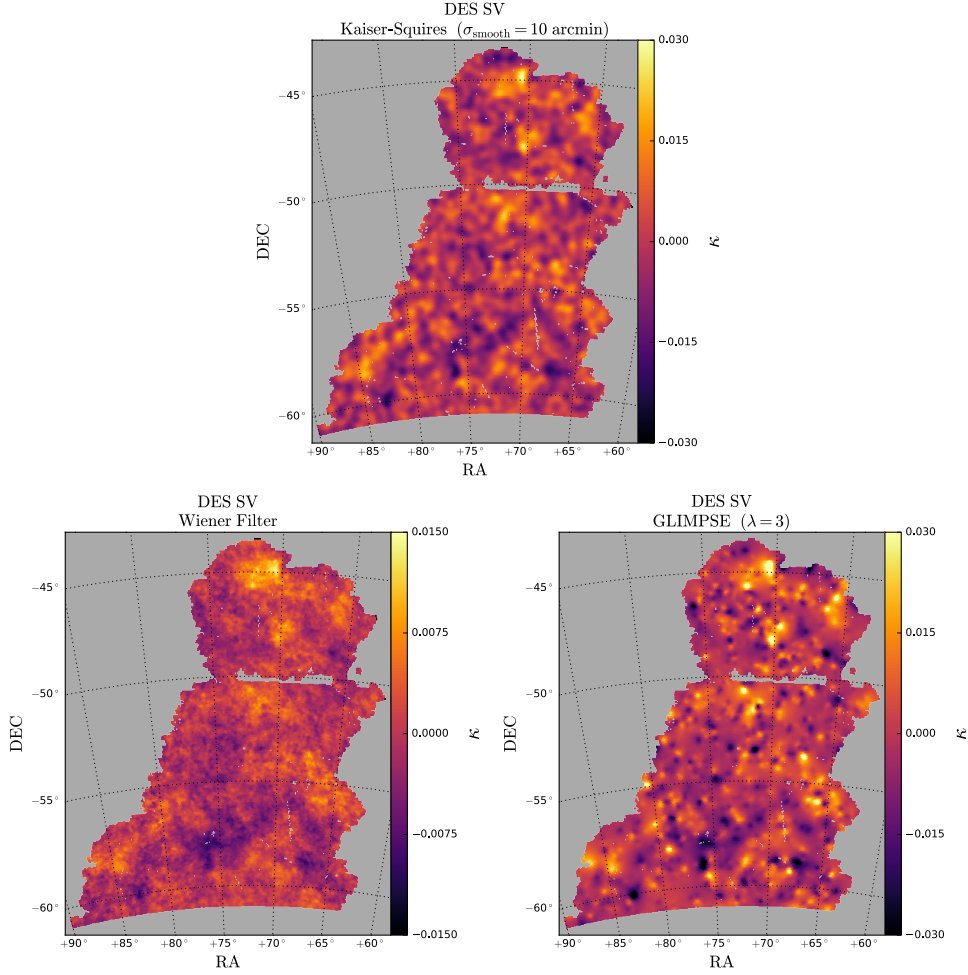 DES SV
Kaiser-Squires (σsmooth = 10 arcmin)
0.030
−45°
0.015
−50°
0.000
DEC
κ
−55°
−0.015
−60°
−0.030
+90° +85° +80° +75° +70° +65° +60°
RA
DES SV
Wiener Filter
0.0150
−45°
0.0075
−50°
0.0000
DEC
κ
−55°
−0.0075
−60°
−0.0150
+90° +85° +80° +75° +70° +65° +60°
RA
DES SV
GLIMPSE (λ = 3)
0.030
−45°
0.015
−50°
0.000
DEC
κ
−55°
−0.015
−60°
−0.030
+90° +85° +80° +75° +70° +65° +60°
RA